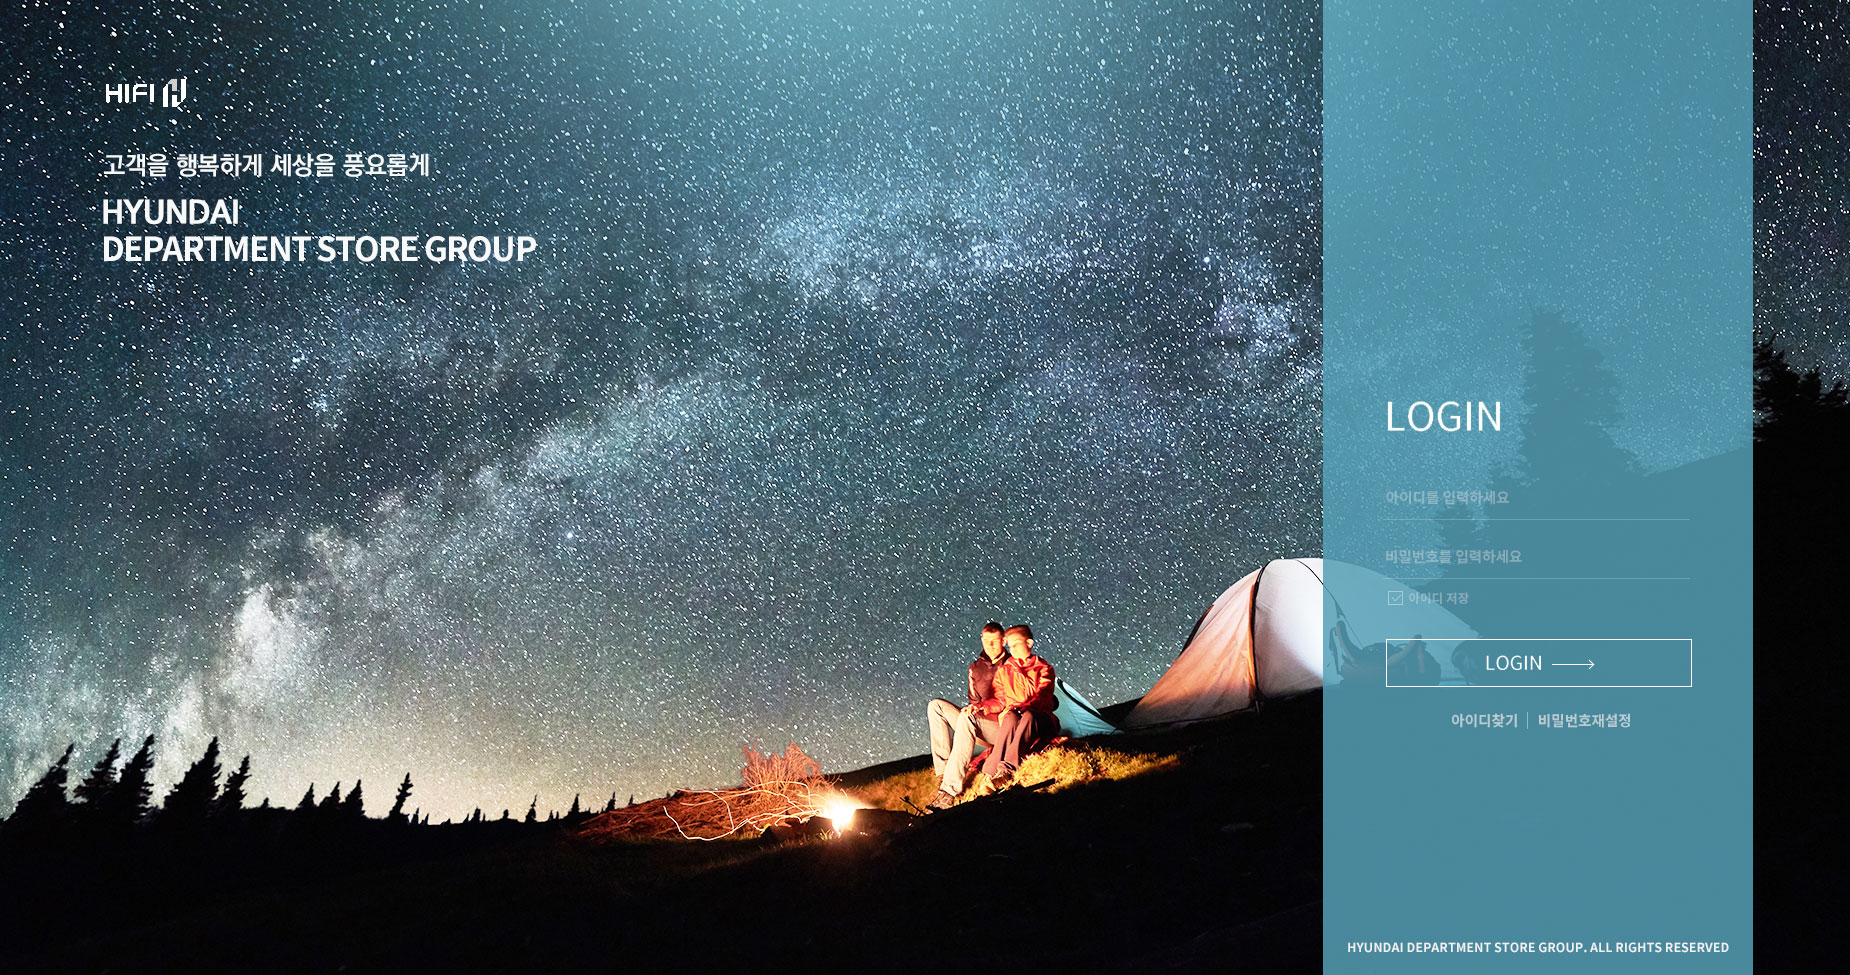 HIFI
고객을 행복하게 세상을 풍요롭게
HYUNDAI
DEPARTMENT STORE GROUP
LOGIN
아이디를 입력하세요
비밀번호를 입력하세요
아이디 저장
LOGIN
아이디찾기 | 비밀번호재설정
HYUNDAI DEPARTMENT STORE GROUP. ALL RIGHTS RESERVED